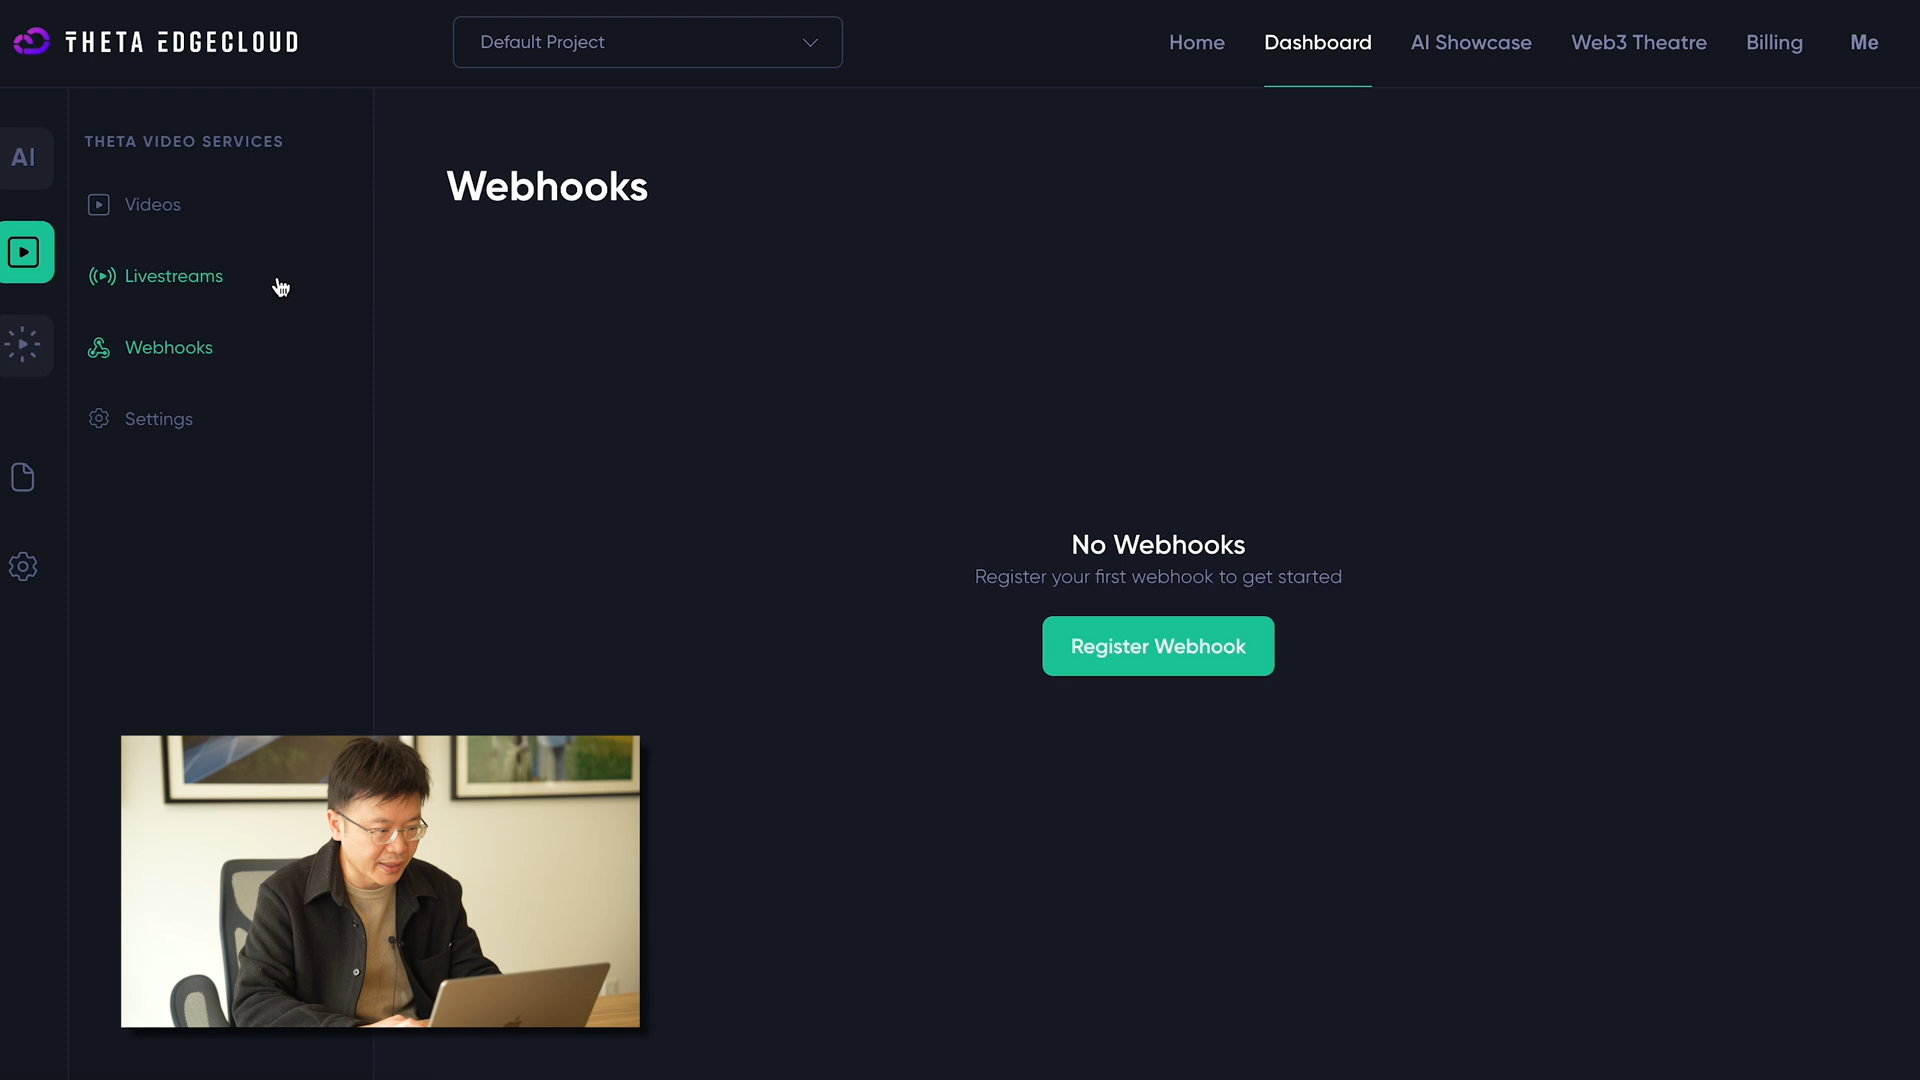 THETA EDGECLOUD
Default Project
Home
Dashboard
AI Showcase
Web3 Theatre
Billing
Me
AI
THETA VIDEO SERVICES
Videos
Livestreams
Webhooks
Settings
Webhooks
No Webhooks
Register your first webhook to get started
Register Webhook